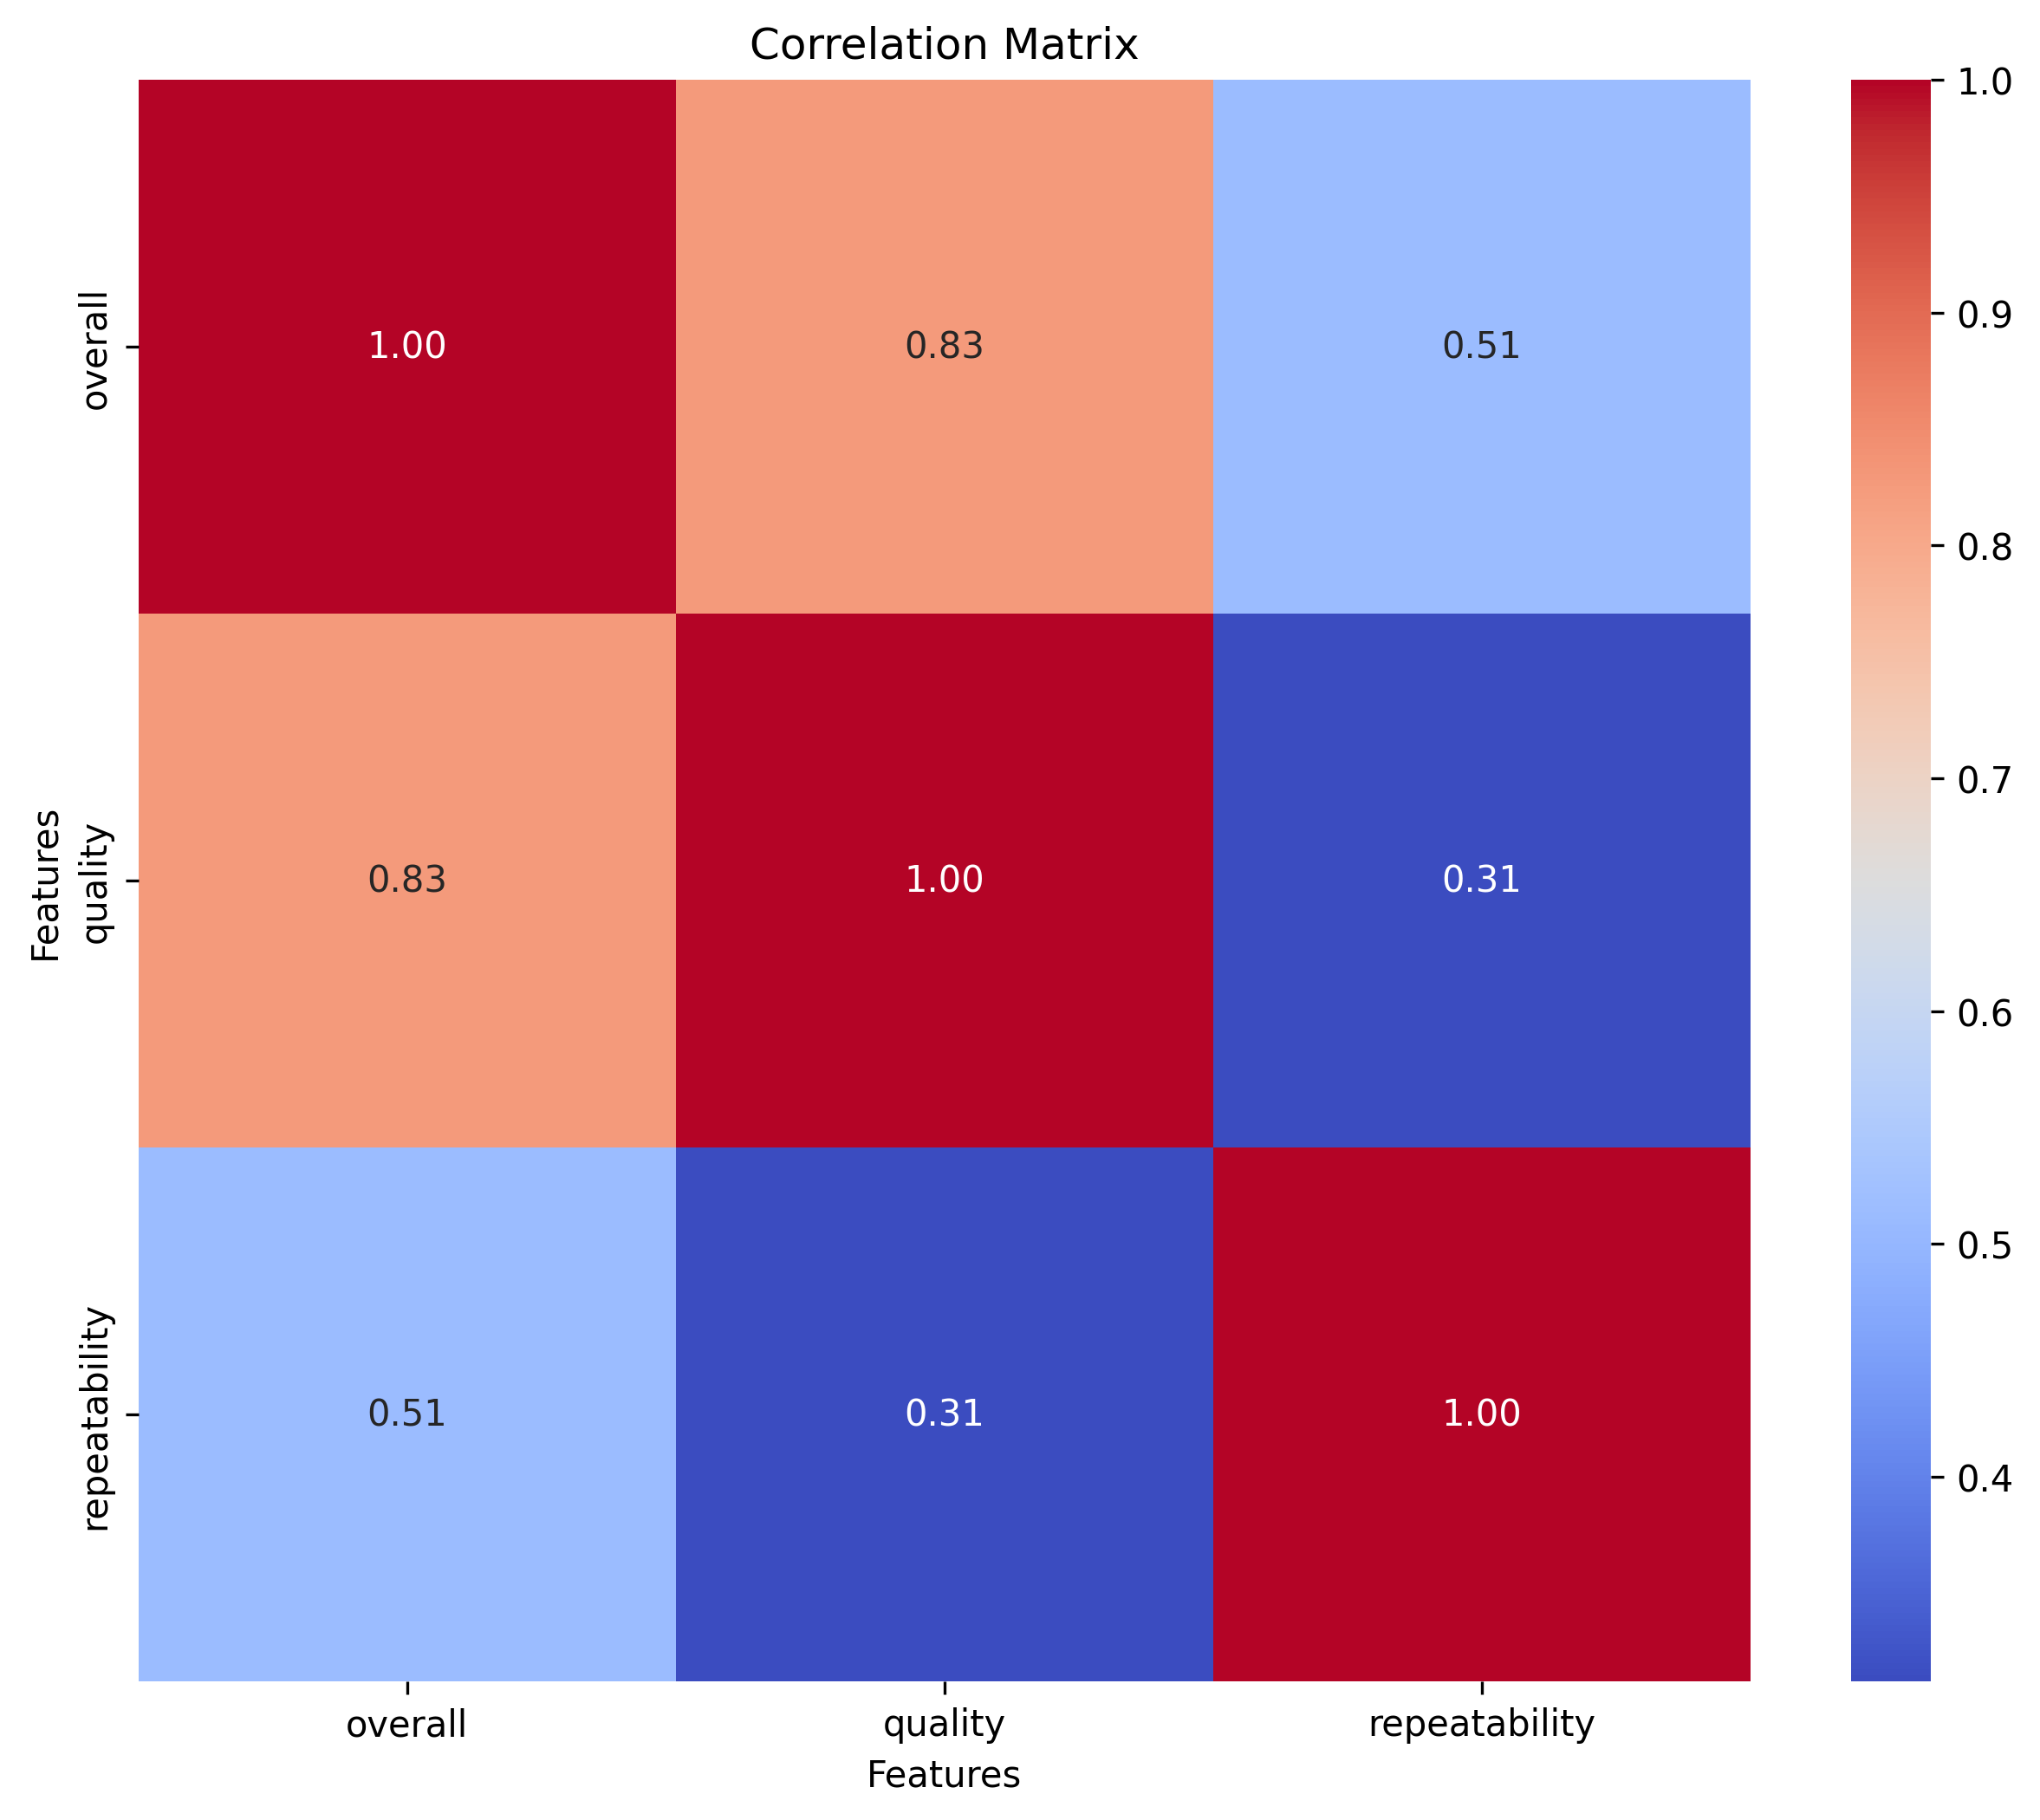 Correlation Matrix
1.0
0.9
0.8
0.7
0.6
0.5
0.4
Features
overall
1.00 0.83 0.51
quality
0.83 1.00 0.31
repeatability
0.51 0.31 1.00
overall quality repeatability
Features